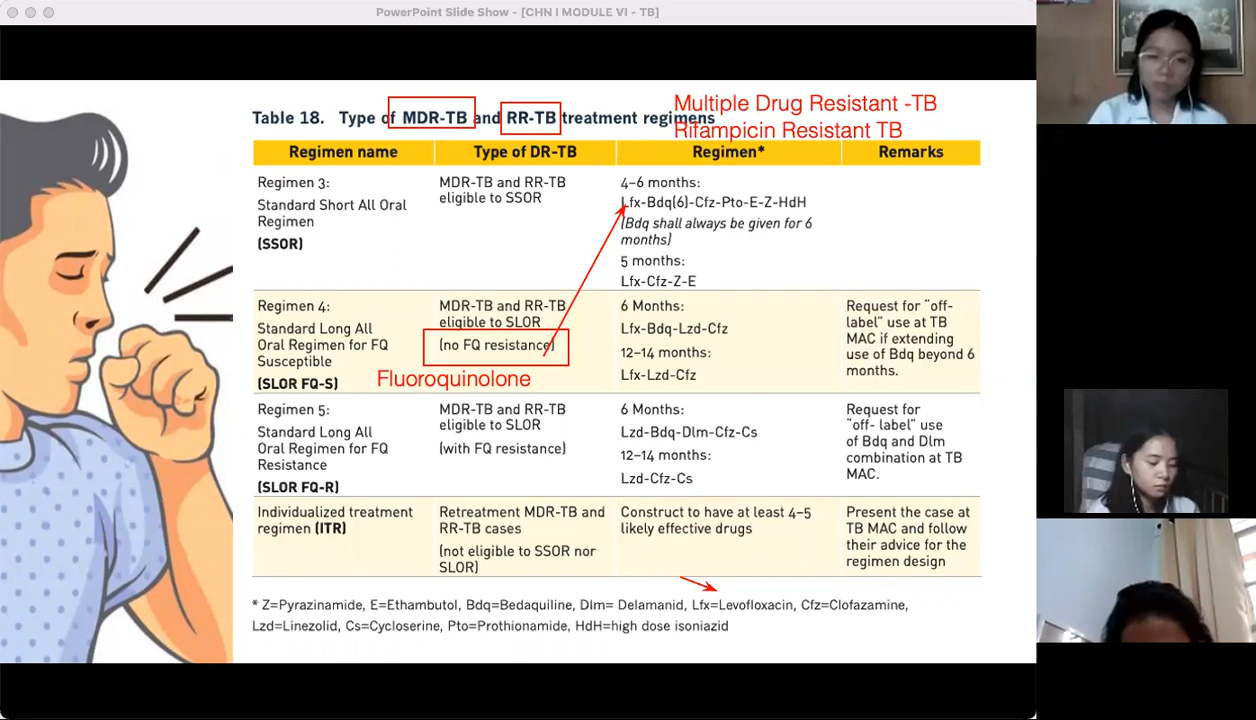 PowerPoint Slide Show - [CHN I MODULE VI - TB]
Multiple Drug Resistant -TB
Rifampicin Resistant TB
Table 18. Type of MDR-TB and RR-TB treatment regimens
Regimen name Type of DR-TB Regimen* Remarks
Regimen 3:
Standard Short All Oral
Regimen
(SSOR)
MDR-TB and RR-TB
eligible to SSOR
4–6 months:
Lfx-Bdq(6)-Cfz-Pto-E-Z-HdH
(Bdq shall always be given for 6
months)
5 months:
Lfx-Cfz-Z-E
Regimen 4:
Standard Long All
Oral Regimen for FQ
Susceptible
(SLOR FQ-S)
MDR-TB and RR-TB
eligible to SLOR
(no FQ resistance)
Fluoroquinolone
6 Months:
Lfx-Bdq-Lzd-Cfz
12–14 months:
Lfx-Lzd-Cfz
Request for “off-
label” use at TB
MAC if extending
use of Bdq beyond 6
months.
Regimen 5:
Standard Long All
Oral Regimen for FQ
Resistance
(SLOR FQ-R)
MDR-TB and RR-TB
eligible to SLOR
(with FQ resistance)
6 Months:
Lzd-Bdq-Dlm-Cfz-Cs
12–14 months:
Lzd-Cfz-Cs
Request for
“off- label” use
of Bdq and Dlm
combination at TB
MAC.
Individualized treatment
regimen (ITR)
Retreatment MDR-TB and
RR-TB cases
(not eligible to SSOR nor
SLOR)
Construct to have at least 4–5
likely effective drugs
Present the case at
TB MAC and follow
their advice for the
regimen design
* Z=Pyrazinamide, E=Ethambutol, Bdq=Bedaquiline, Dlm= Delamanid, Lfx=Levofloxacin, Cfz=Clofazamine,
Lzd=Linezolid, Cs=Cycloserine, Pto=Prothionamide, HdH=high dose isoniazid